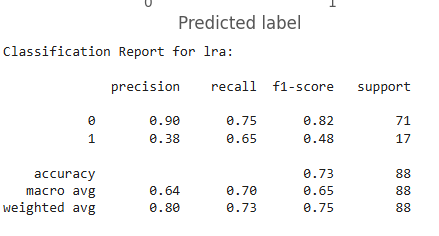 0 1
Predicted label
Classification Report for lra:
precision recall f1-score support
0 0.90 0.75 0.82 71
1 0.38 0.65 0.48 17
accuracy 0.73 88
macro avg 0.64 0.70 0.65 88
weighted avg 0.80 0.73 0.75 88